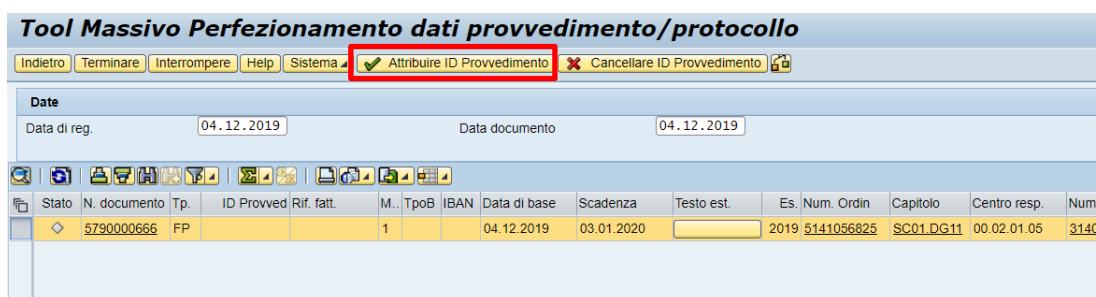 Tool Massivo Perfezionamento dati provvedimento/protocollo
Indietro Terminare Interrompere Help Sistema Attribuire ID Provvedimento Cancellare ID Provvedimento
Date
Data di reg. 04.12.2019 Data documento 04.12.2019
Stato N. documento Tp. ID Provved Rif. fatt. M.. TpoB IBAN Data di base Scadenza Testo est. Es. Num. Ordin Capitolo Centro resp. Num
5790000666 FP 1 04.12.2019 03.01.2020 2019 5141056825 SC01.DG11 00.02.01.05 3140